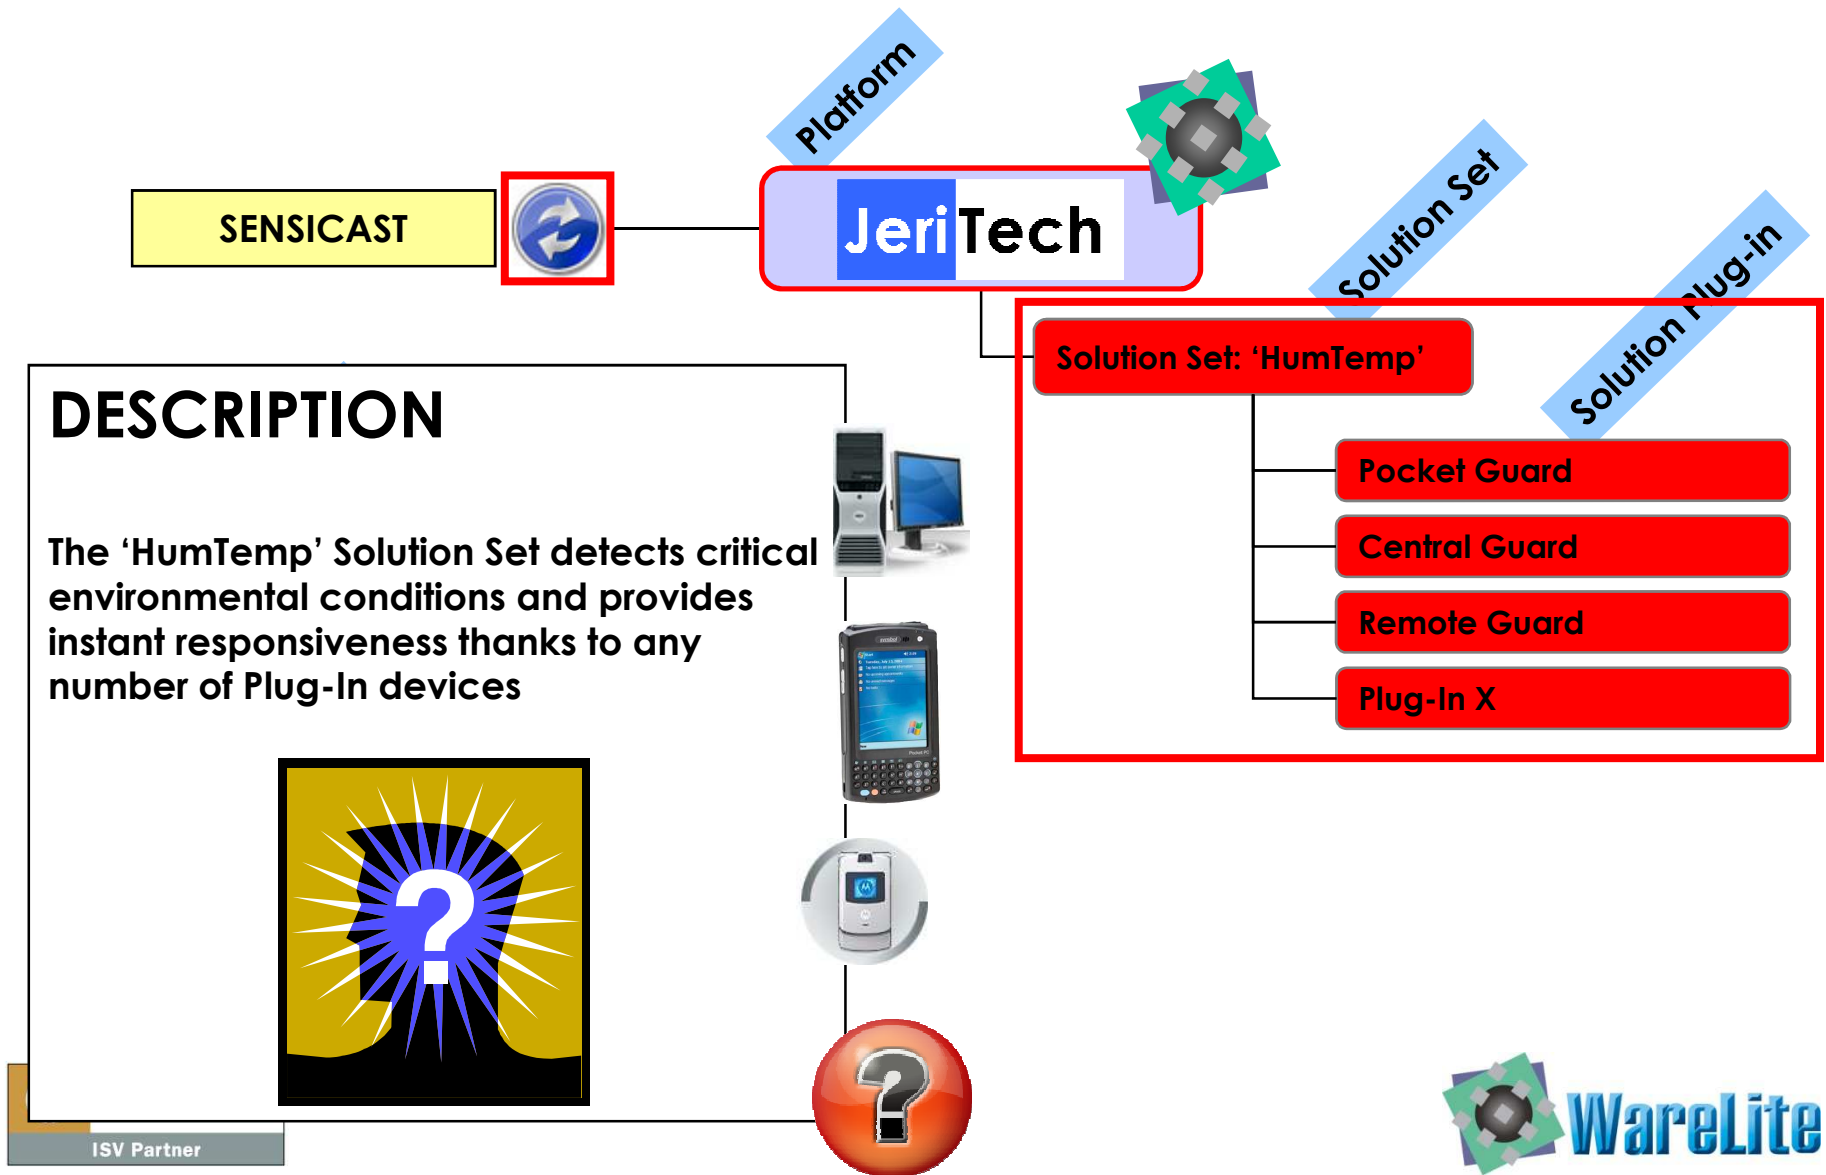 Platform
SENSICAST
JeriTech
Solution Set
Solution Plug-in
Solution Set: ‘HumTemp’
Pocket Guard
Central Guard
Remote Guard
Plug-In X
DESCRIPTION
The ‘HumTemp’ Solution Set detects critical
environmental conditions and provides
instant responsiveness thanks to any
number of Plug-In devices
?
?
ISV Partner
WareLite